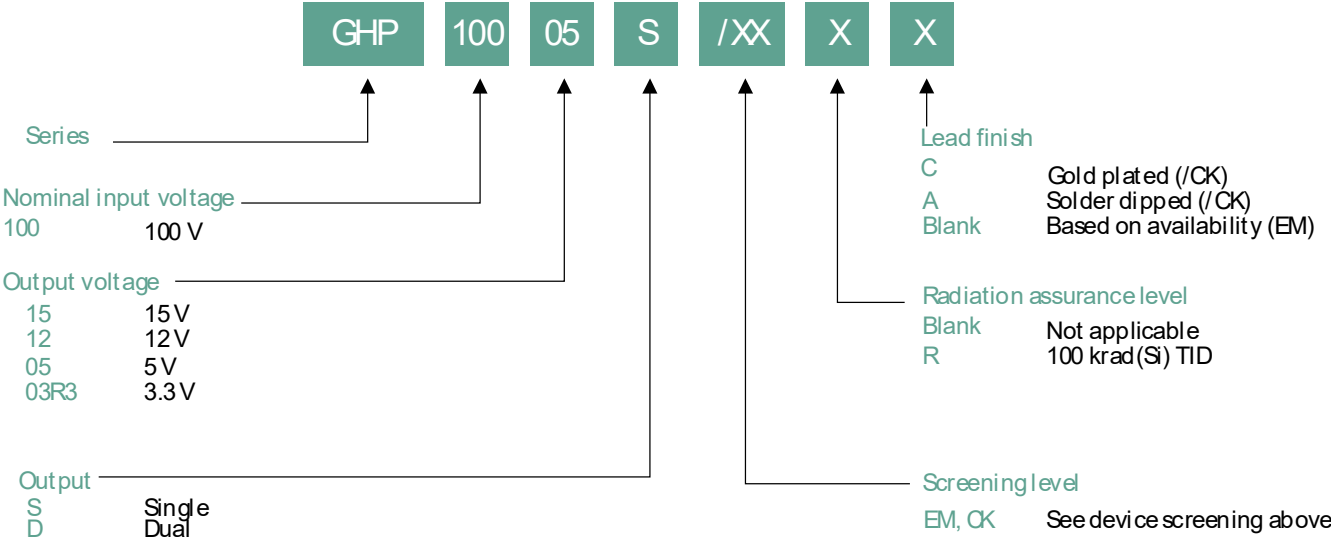 GHP 100 05 S /XX X X
Series
Nominal input voltage
100 100 V
Output voltage
15 15 V
12 12 V
05 5 V
03R3 3.3 V
Output
S Single
D Dual
Lead finish
C Gold plated (/CK)
A Solder dipped (/CK)
Blank Based on availability (EM)
Radiation assurance level
Blank Not applicable
R 100 krad(Si) TID
Screening level
EM, CK See device screening above